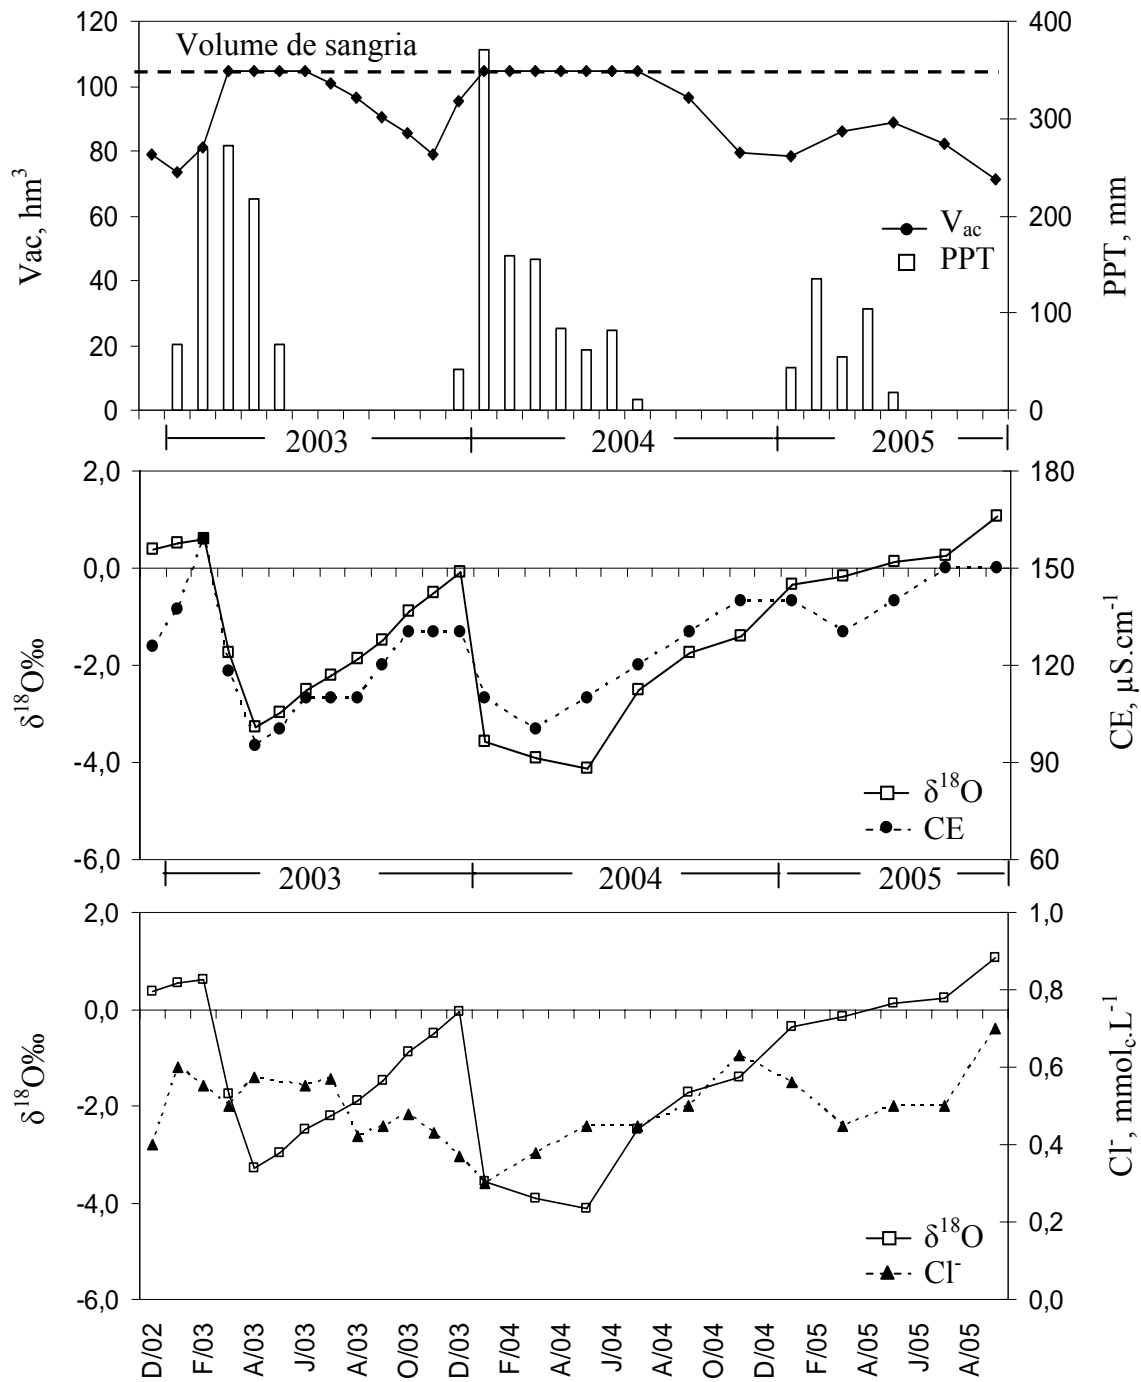 120
100
80
60
40
20
0
Vac, hm³
Volume de sangria
V_ac
PPT
400
300
200
100
0
PPT, mm
2003 2004 2005
2,0
0,0
-2,0
-4,0
-6,0
δ¹⁸O‰
δ¹⁸O
CE
180
150
120
90
60
CE, µS.cm⁻¹
2003 2004 2005
2,0
0,0
-2,0
-4,0
-6,0
δ¹⁸O‰
δ¹⁸O
Cl⁻
1,0
0,8
0,6
0,4
0,2
0,0
Cl⁻, mmol_c.L⁻¹
D/02 F/03 A/03 J/03 A/03 O/03 D/03 F/04 A/04 J/04 A/04 O/04 D/04 F/05 A/05 J/05 A/05